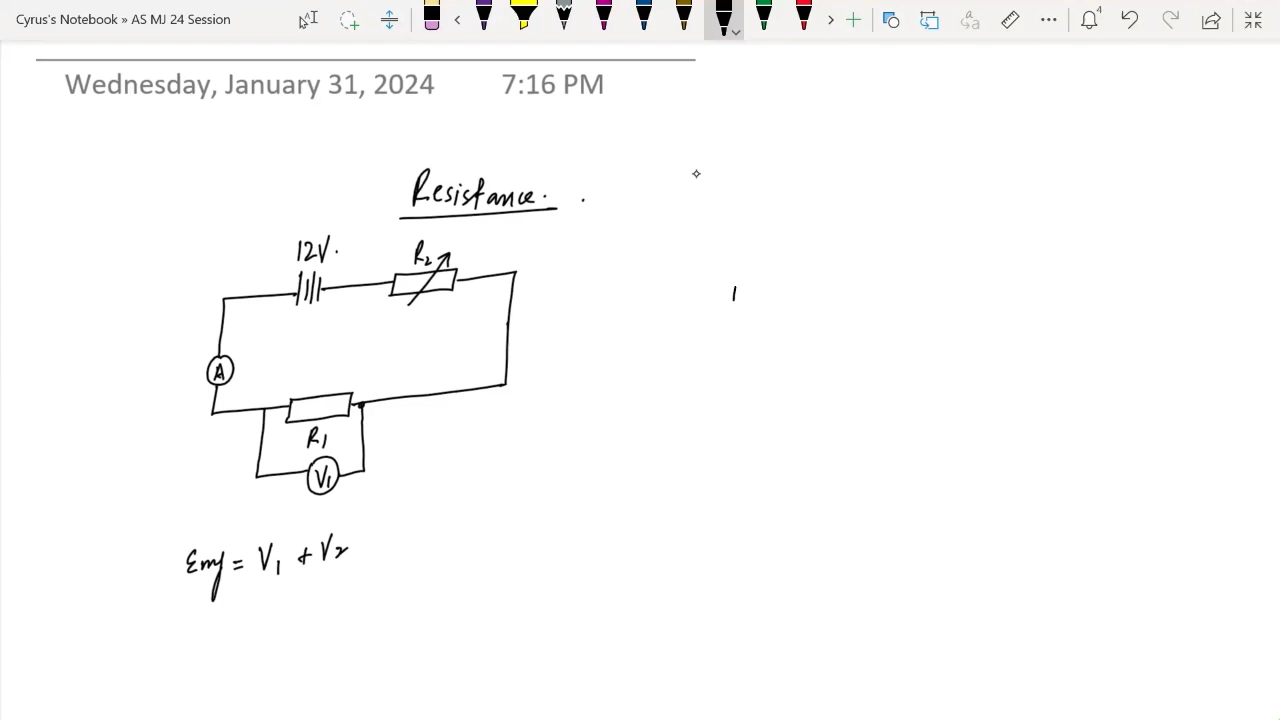 Cyrus's Notebook » AS MJ 24 Session
4
Wednesday, January 31, 2024 7:16 PM
Resistance.
12V.
R2
A
R1
V1
Emf = V1 + V2